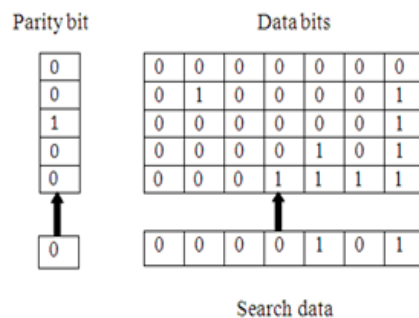 Parity bit Data bits
0 0 0 0 0 0 0 0
0 0 1 0 0 0 0 1
1 0 0 0 0 0 0 1
0 0 0 0 0 1 0 1
0 0 0 0 1 1 1 1
0 0 0 0 0 1 0 1
Search data